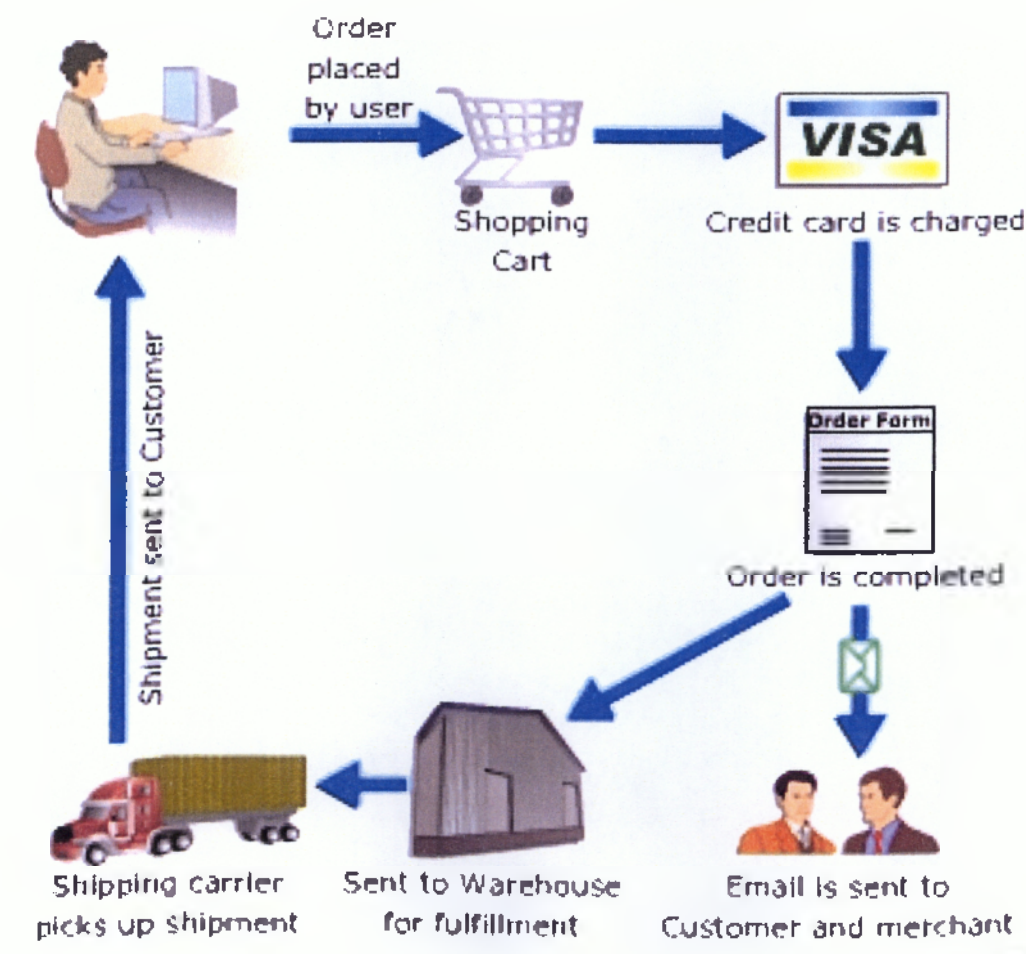 Order
placed
by user
Shopping
Cart
VISA
Credit card is charged
Order Form
Order is completed
Email is sent to
Customer and merchant
Sent to Warehouse
for fulfillment
Shipping carrier
picks up shipment
Shipment sent to Customer